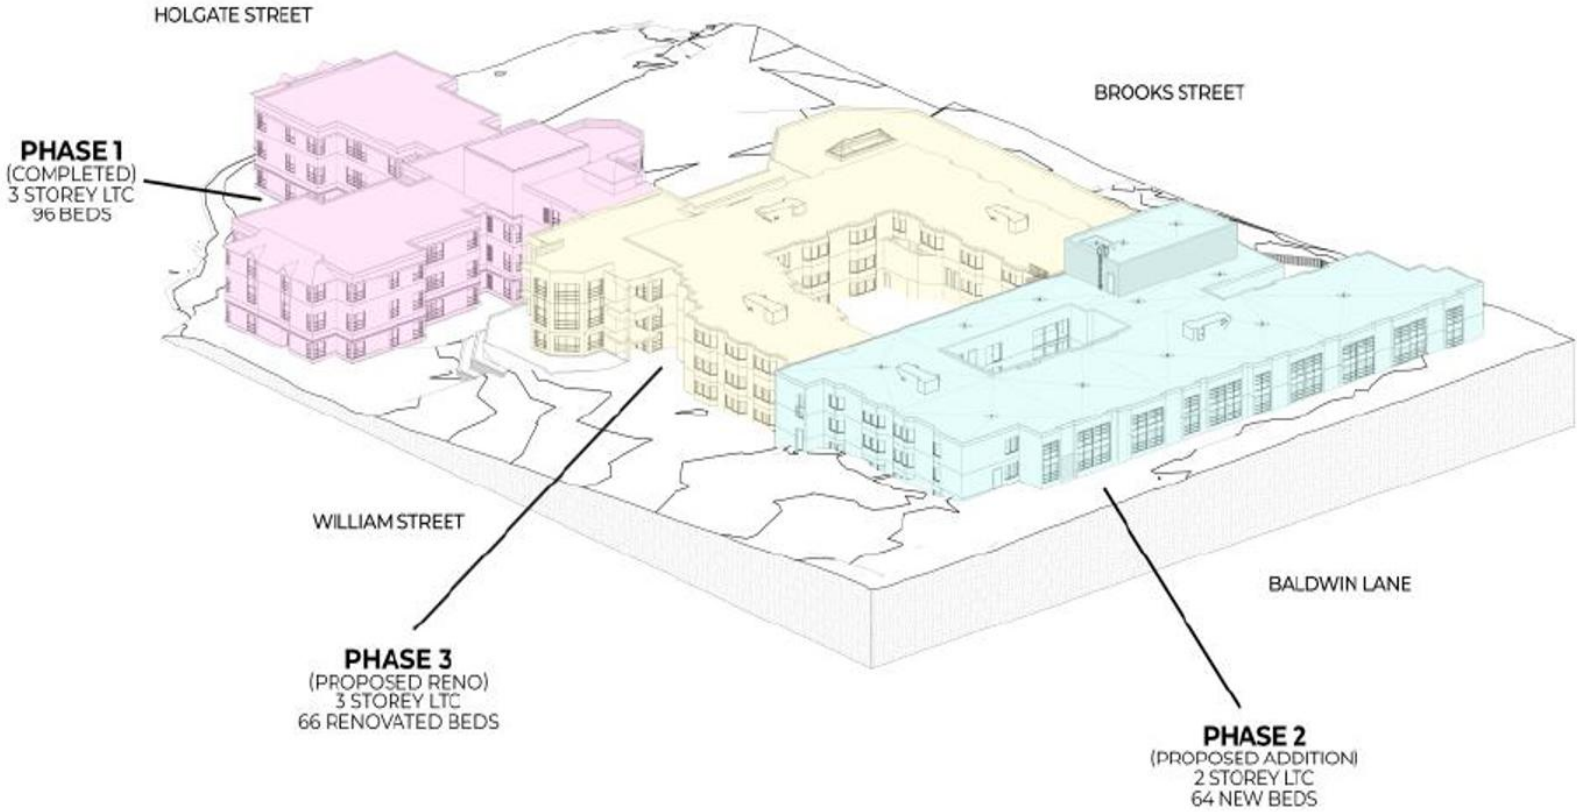 HOLGATE STREET
BROOKS STREET
PHASE 1
(COMPLETED)
3 STOREY LTC
96 BEDS
WILLIAM STREET
BALDWIN LANE
PHASE 3
(PROPOSED RENO)
3 STOREY LTC
66 RENOVATED BEDS
PHASE 2
(PROPOSED ADDITION)
2 STOREY LTC
64 NEW BEDS